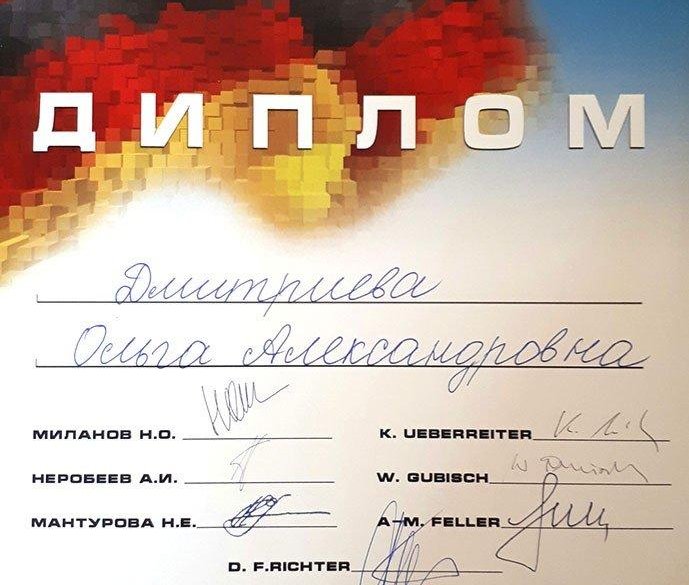 ДИПЛОМ
Дмитриева
Ольга Александровна
МИЛАНОВ Н.О.
K. UEBERREITER
НЕРОБЕЕВ А.И.
W. GUBISCH
МАНТУРОВА Н.Е.
A-M. FELLER
D. F.RICHTER